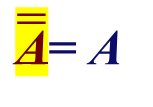 A̿ = A